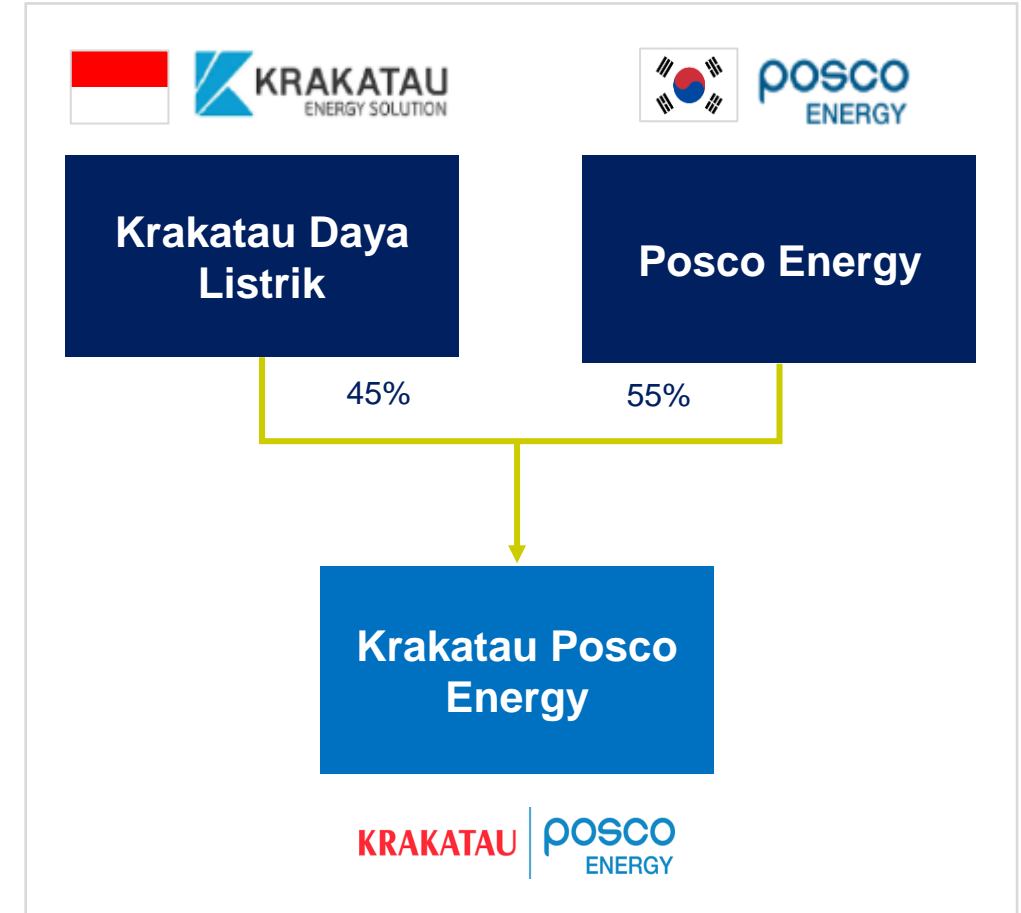 KRAKATAU
ENERGY SOLUTION
posco
ENERGY
Krakatau Daya
Listrik
Posco Energy
45%
55%
Krakatau Posco
Energy
KRAKATAU
posco
ENERGY